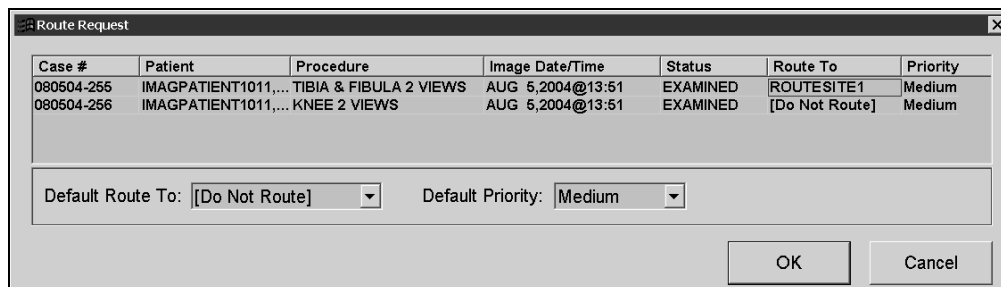 Route Request
Case # Patient Procedure Image Date/Time Status Route To Priority
080504-255 IMAGPATIENT1011,... TIBIA & FIBULA 2 VIEWS AUG 5,2004@13:51 EXAMINED ROUTESITE1 Medium
080504-256 IMAGPATIENT1011,... KNEE 2 VIEWS AUG 5,2004@13:51 EXAMINED [Do Not Route] Medium
Default Route To: [Do Not Route] Default Priority: Medium
OK Cancel